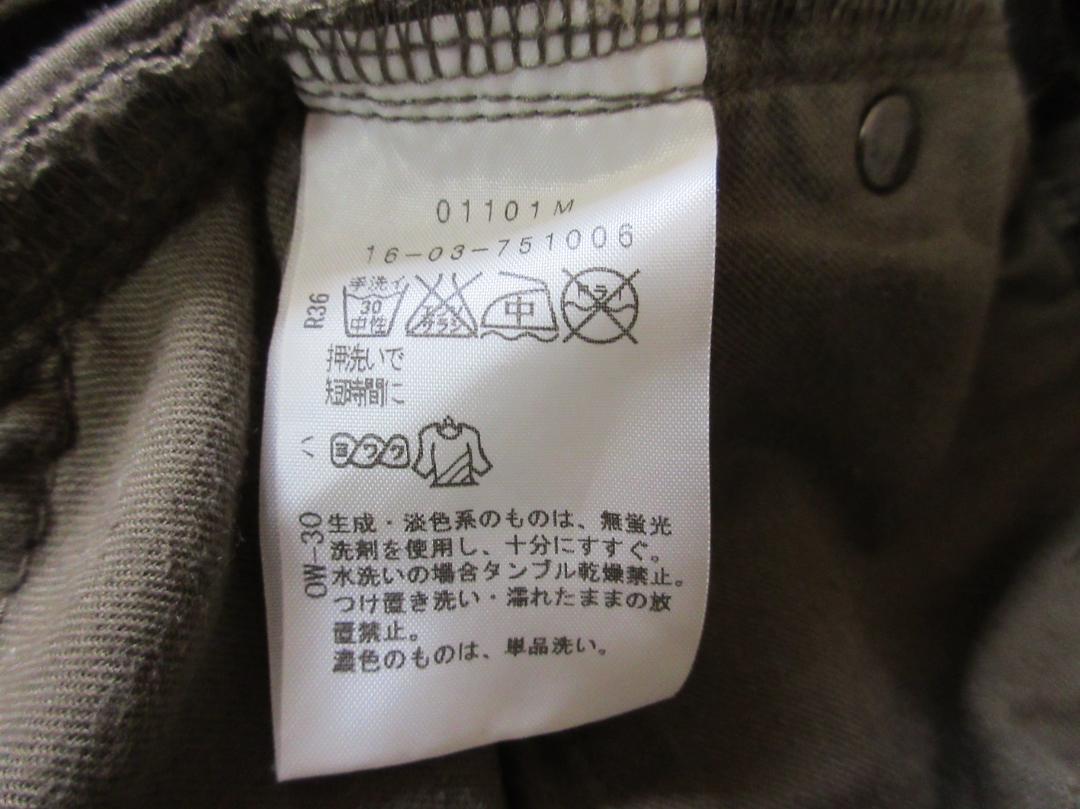 01101M
16-03-751006
R36
手洗イ
30
中性
エンソ
サラシ
中
ドライ
押洗いで
短時間に
ヨワク
OW-30
生成・淡色系のものは、無蛍光
洗剤を使用し、十分にすすぐ。
水洗いの場合タンブル乾燥禁止。
つけ置き洗い・濡れたままの放
置禁止。
濃色のものは、単品洗い。